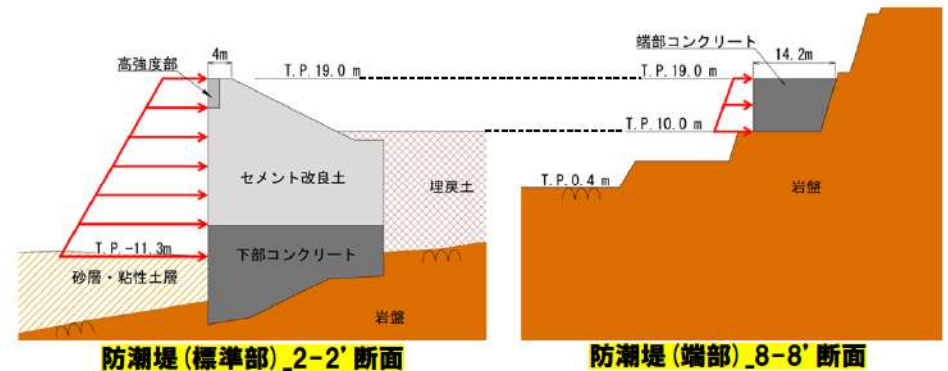 4m
高強度部
T.P.19.0 m
セメント改良土
埋戻土
T.P.-11.3m
下部コンクリート
砂層・粘性土層
岩盤
防潮堤(標準部)_2-2'断面
端部コンクリート
14.2m
T.P.19.0 m
T.P.10.0 m
T.P.0.4 m
岩盤
防潮堤(端部)_8-8'断面